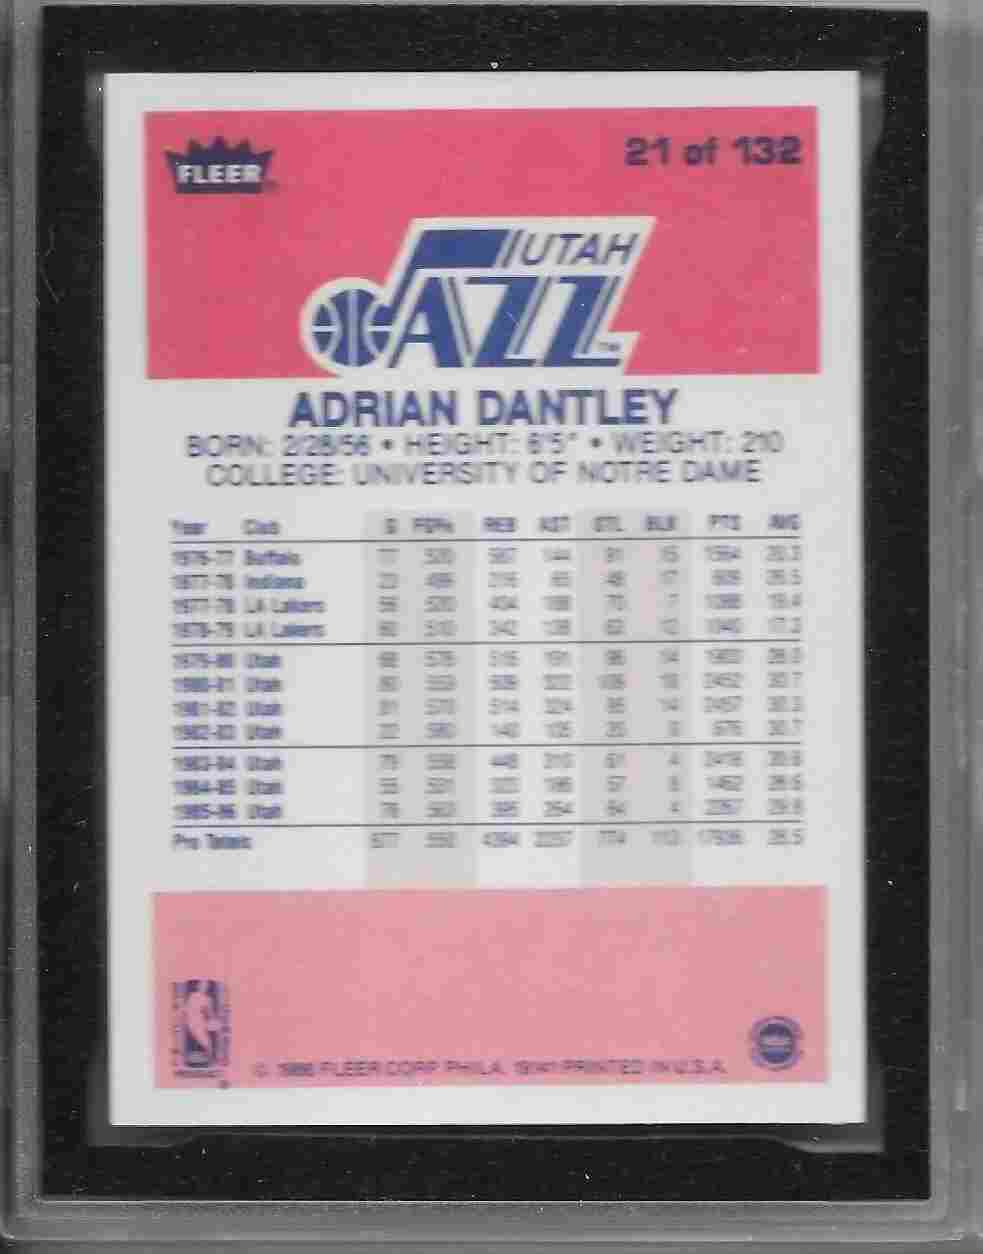 FLEER
21 of 132
UTAH
JAZZ
TM
ADRIAN DANTLEY
BORN: 2/28/56 • HEIGHT: 6'5" • WEIGHT: 210
COLLEGE: UNIVERSITY OF NOTRE DAME
Year Club G FG% REB AST STL BLK PTS AVG
1976-77 Buffalo 77 520 587 144 91 15 1564 20.3
1977-78 Indiana 23 216 48 17 26.5
1977-78 LA Lakers 56 520 404 188 70 7 1088 19.4
1978-79 LA Lakers 60 510 342 138 63 12 1040 17.3
1979-80 Utah 68 576 516 191 96 14 1903 28.0
1980-81 Utah 80 509 18 2452 30.7
1981-82 Utah 81 570 514 324 95 14 2457 30.3
1982-83 Utah 22 580 140 105 676 30.7
1983-84 Utah 79 558 448 310 61 4 2418 30.6
1984-85 Utah 55 531 323 186 57 8 1462 26.6
1985-86 Utah 76 563 395 264 64 4 2267 29.8
Pro Totals 677 550 4394 2237 774 113 17936 26.5
© 1986 FLEER CORP PHILA. 19141 PRINTED IN U.S.A.